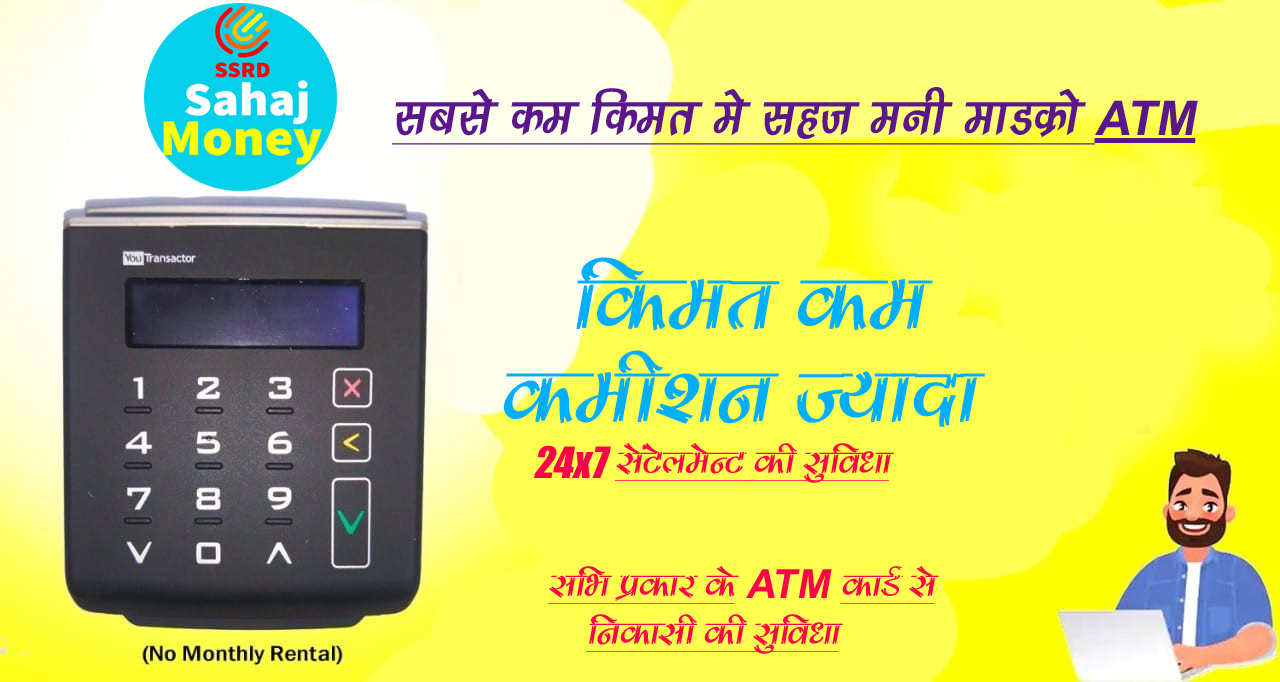 SSRD
Sahaj
Money
सबसे कम किमत मे सहज मनी माडक्रो ATM
YouTransactor
किमत कम
कमीशन ज्यादा
24x7 सेटेलमेन्ट की सुविधा
1 2 3 X
4 5 6 <
7 8 9 V
V 0 Λ
सभि प्रकार के ATM कार्ड से
निकासी की सुविधा
(No Monthly Rental)